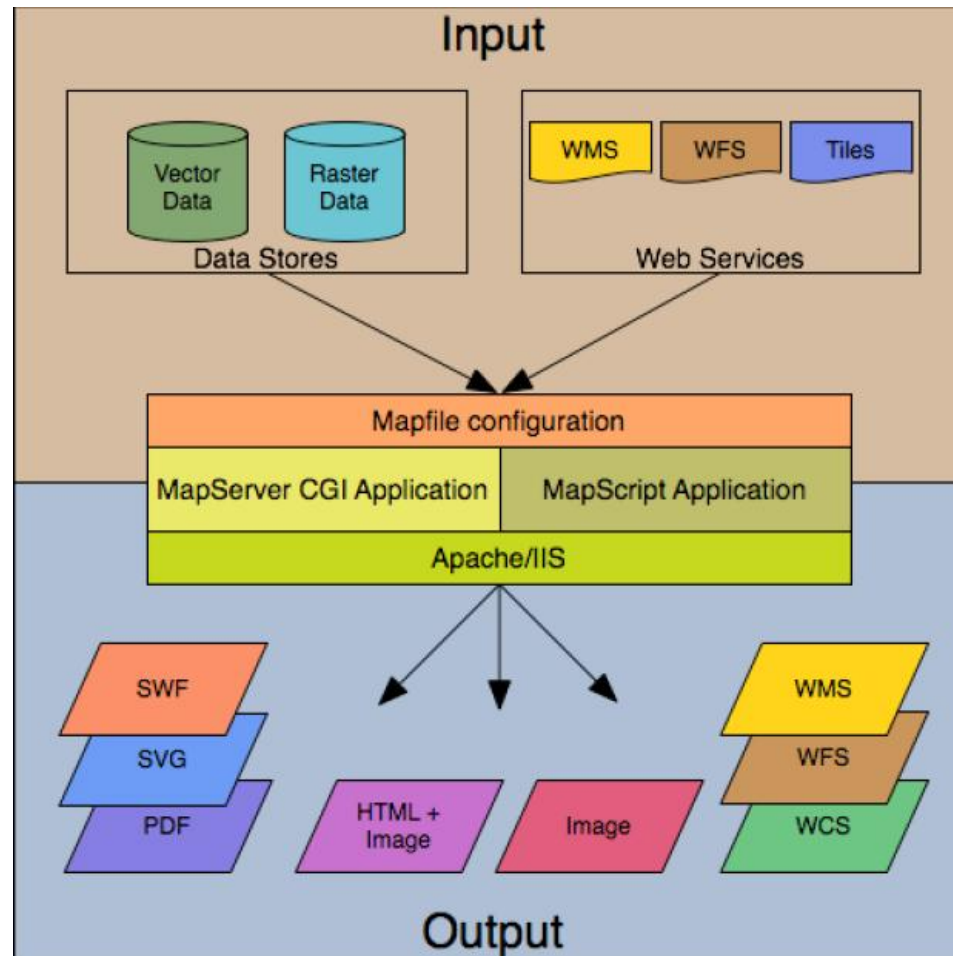 Input
Vector
Data
Raster
Data
Data Stores
WMS
WFS
Tiles
Web Services
Mapfile configuration
MapServer CGI Application
MapScript Application
Apache/IIS
SWF
SVG
PDF
HTML +
Image
Image
WMS
WFS
WCS
Output